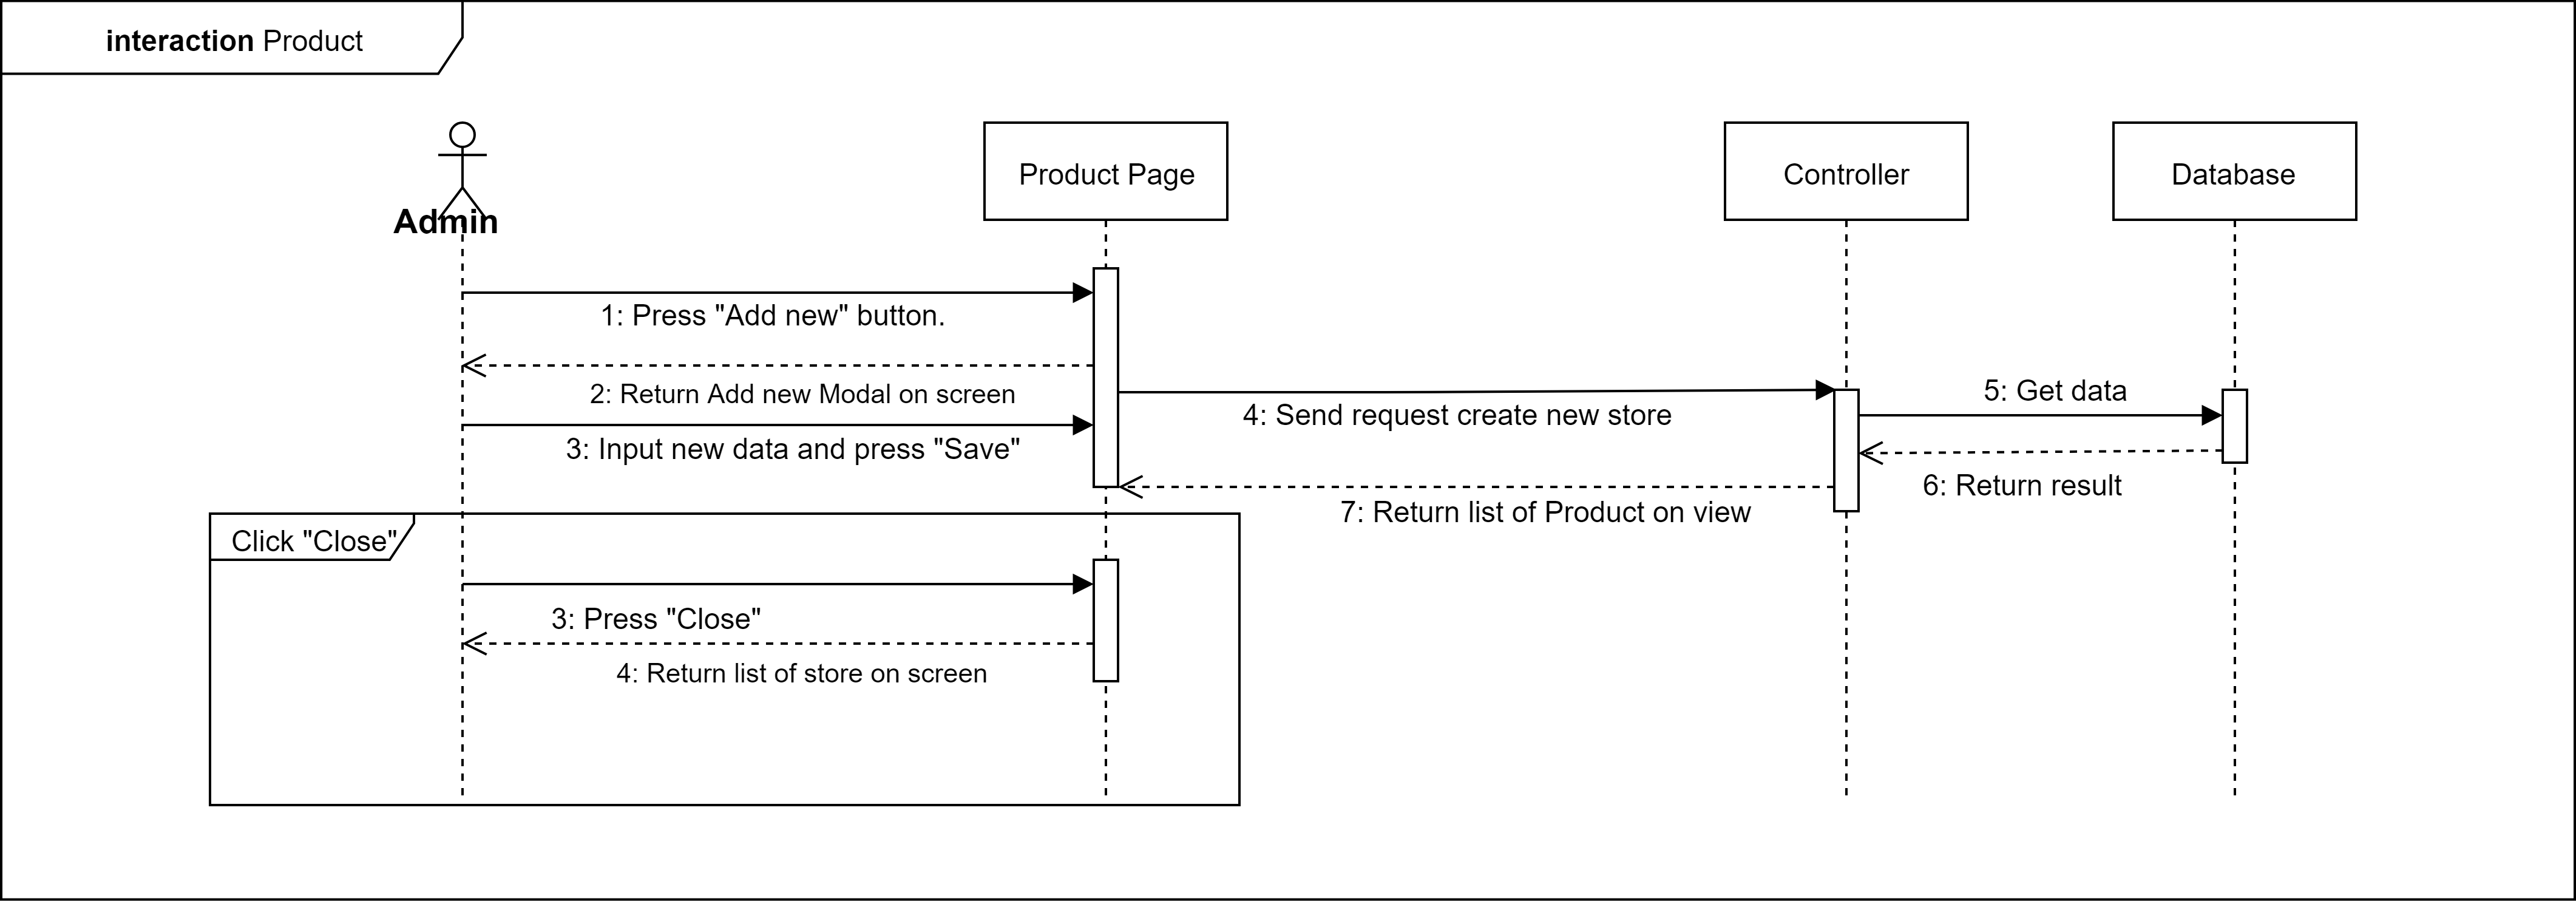 interaction Product
Admin
Product Page
Controller
Database
1: Press "Add new" button.
2: Return Add new Modal on screen
3: Input new data and press "Save"
4: Send request create new store
5: Get data
6: Return result
7: Return list of Product on view
Click "Close"
3: Press "Close"
4: Return list of store on screen